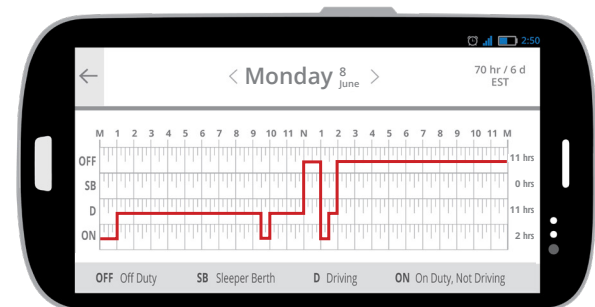 2:50
Monday 8 June
70 hr / 6 d
EST
M 1 2 3 4 5 6 7 8 9 10 11 N 1 2 3 4 5 6 7 8 9 10 11 M
OFF 11 hrs
SB 0 hrs
D 11 hrs
ON 2 hrs
OFF Off Duty SB Sleeper Berth D Driving ON On Duty, Not Driving